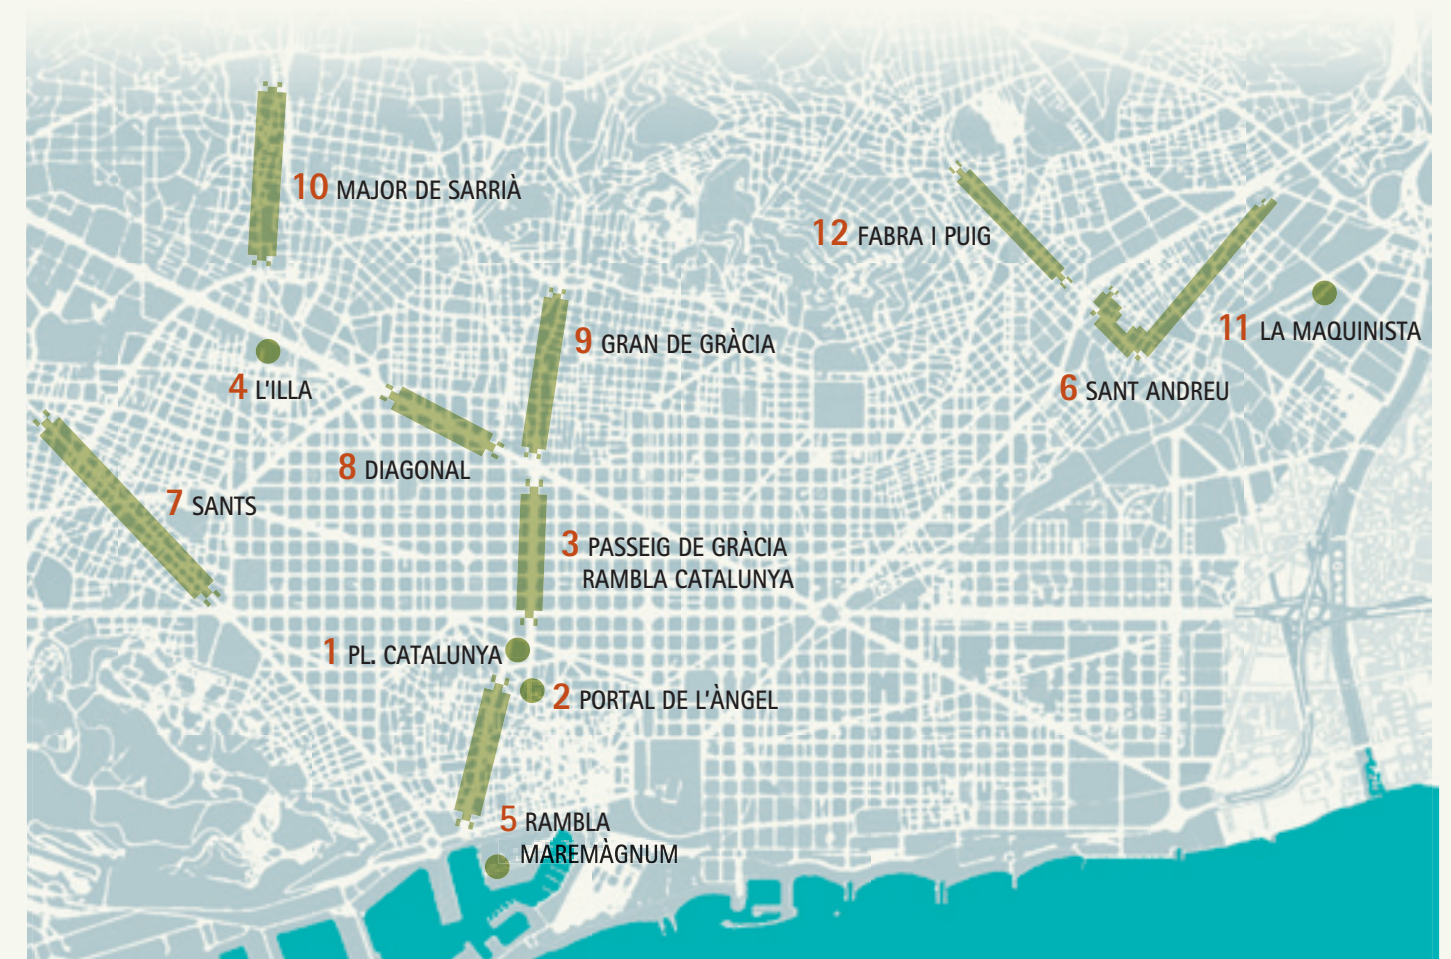 10 MAJOR DE SARRIÀ
12 FABRA I PUIG
11 LA MAQUINISTA
9 GRAN DE GRÀCIA
4 L'ILLA
6 SANT ANDREU
8 DIAGONAL
7 SANTS
3 PASSEIG DE GRÀCIA
RAMBLA CATALUNYA
1 PL. CATALUNYA
2 PORTAL DE L'ÀNGEL
5 RAMBLA
MAREMÀGNUM